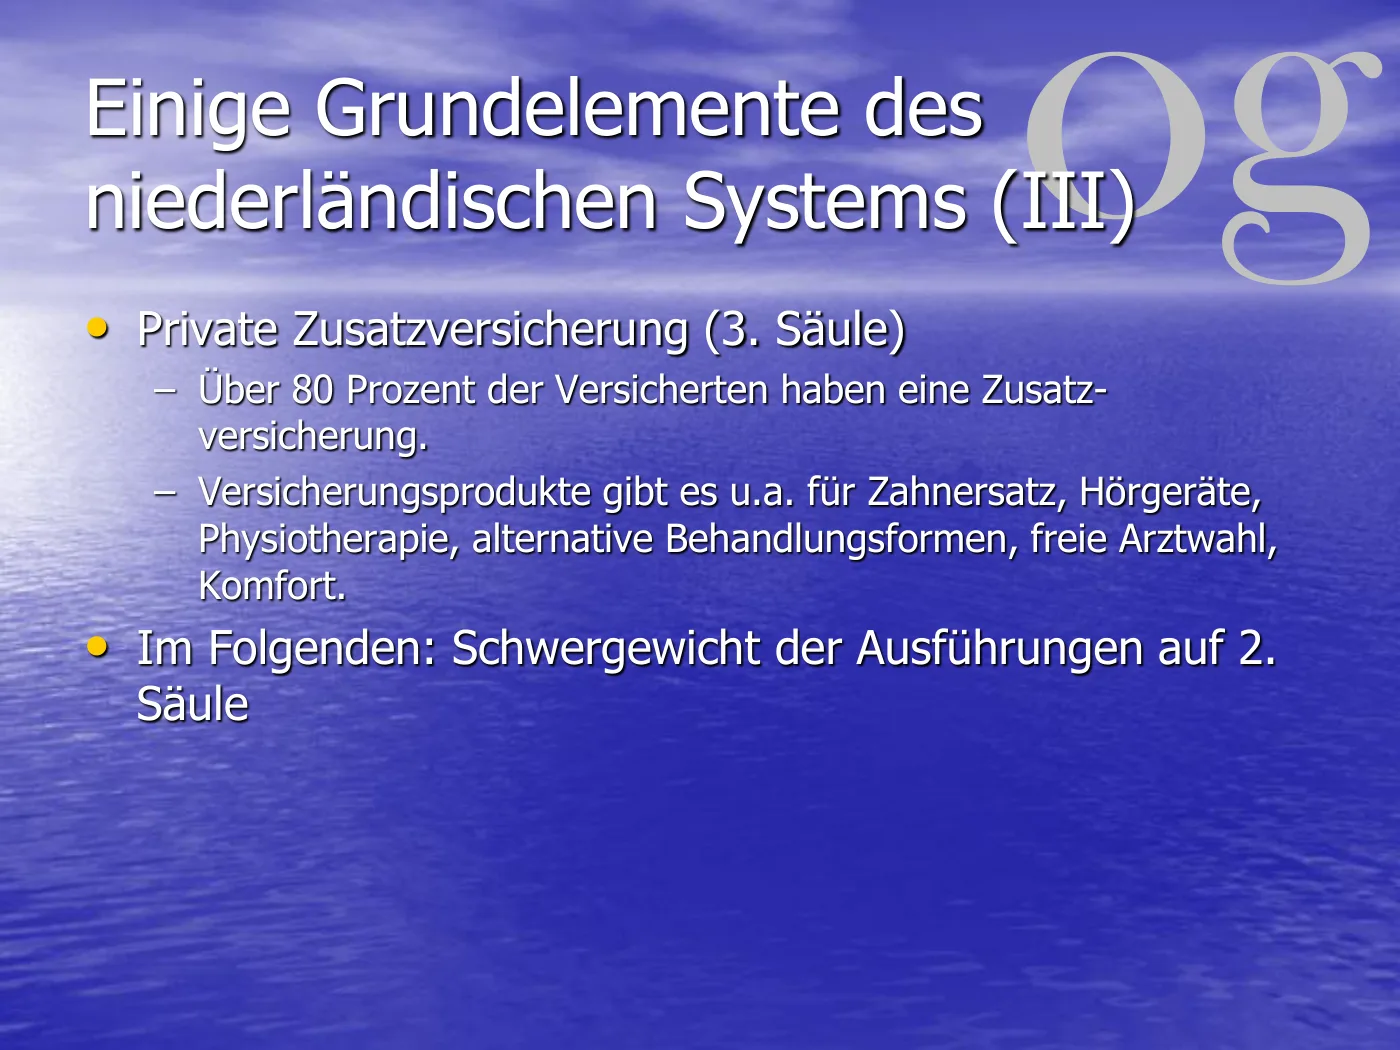 og
Einige Grundelemente des
niederländischen Systems (III)
• Private Zusatzversicherung (3. Säule)
– Über 80 Prozent der Versicherten haben eine Zusatz-
versicherung.
– Versicherungsprodukte gibt es u.a. für Zahnersatz, Hörgeräte,
Physiotherapie, alternative Behandlungsformen, freie Arztwahl,
Komfort.
• Im Folgenden: Schwergewicht der Ausführungen auf 2.
Säule